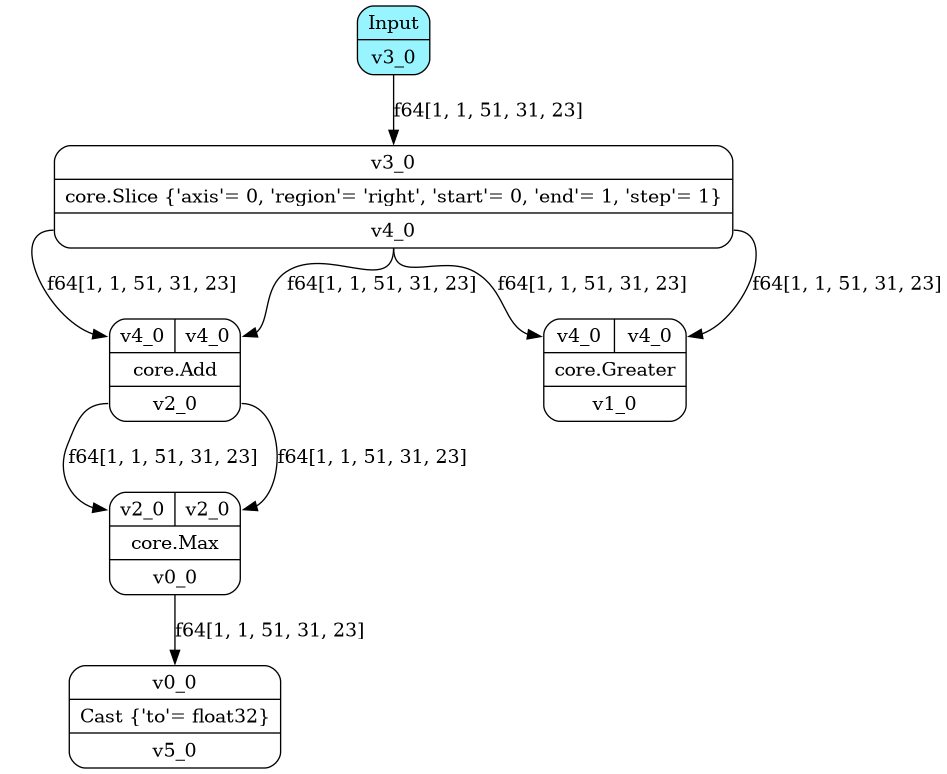 Input
v3_0
f64[1, 1, 51, 31, 23]
v3_0
core.Slice {'axis'= 0, 'region'= 'right', 'start'= 0, 'end'= 1, 'step'= 1}
v4_0
f64[1, 1, 51, 31, 23] f64[1, 1, 51, 31, 23] f64[1, 1, 51, 31, 23] f64[1, 1, 51, 31, 23]
v4_0 v4_0 v4_0 v4_0
core.Add core.Greater
v2_0 v1_0
f64[1, 1, 51, 31, 23] f64[1, 1, 51, 31, 23]
v2_0 v2_0
core.Max
v0_0
f64[1, 1, 51, 31, 23]
v0_0
Cast {'to'= float32}
v5_0